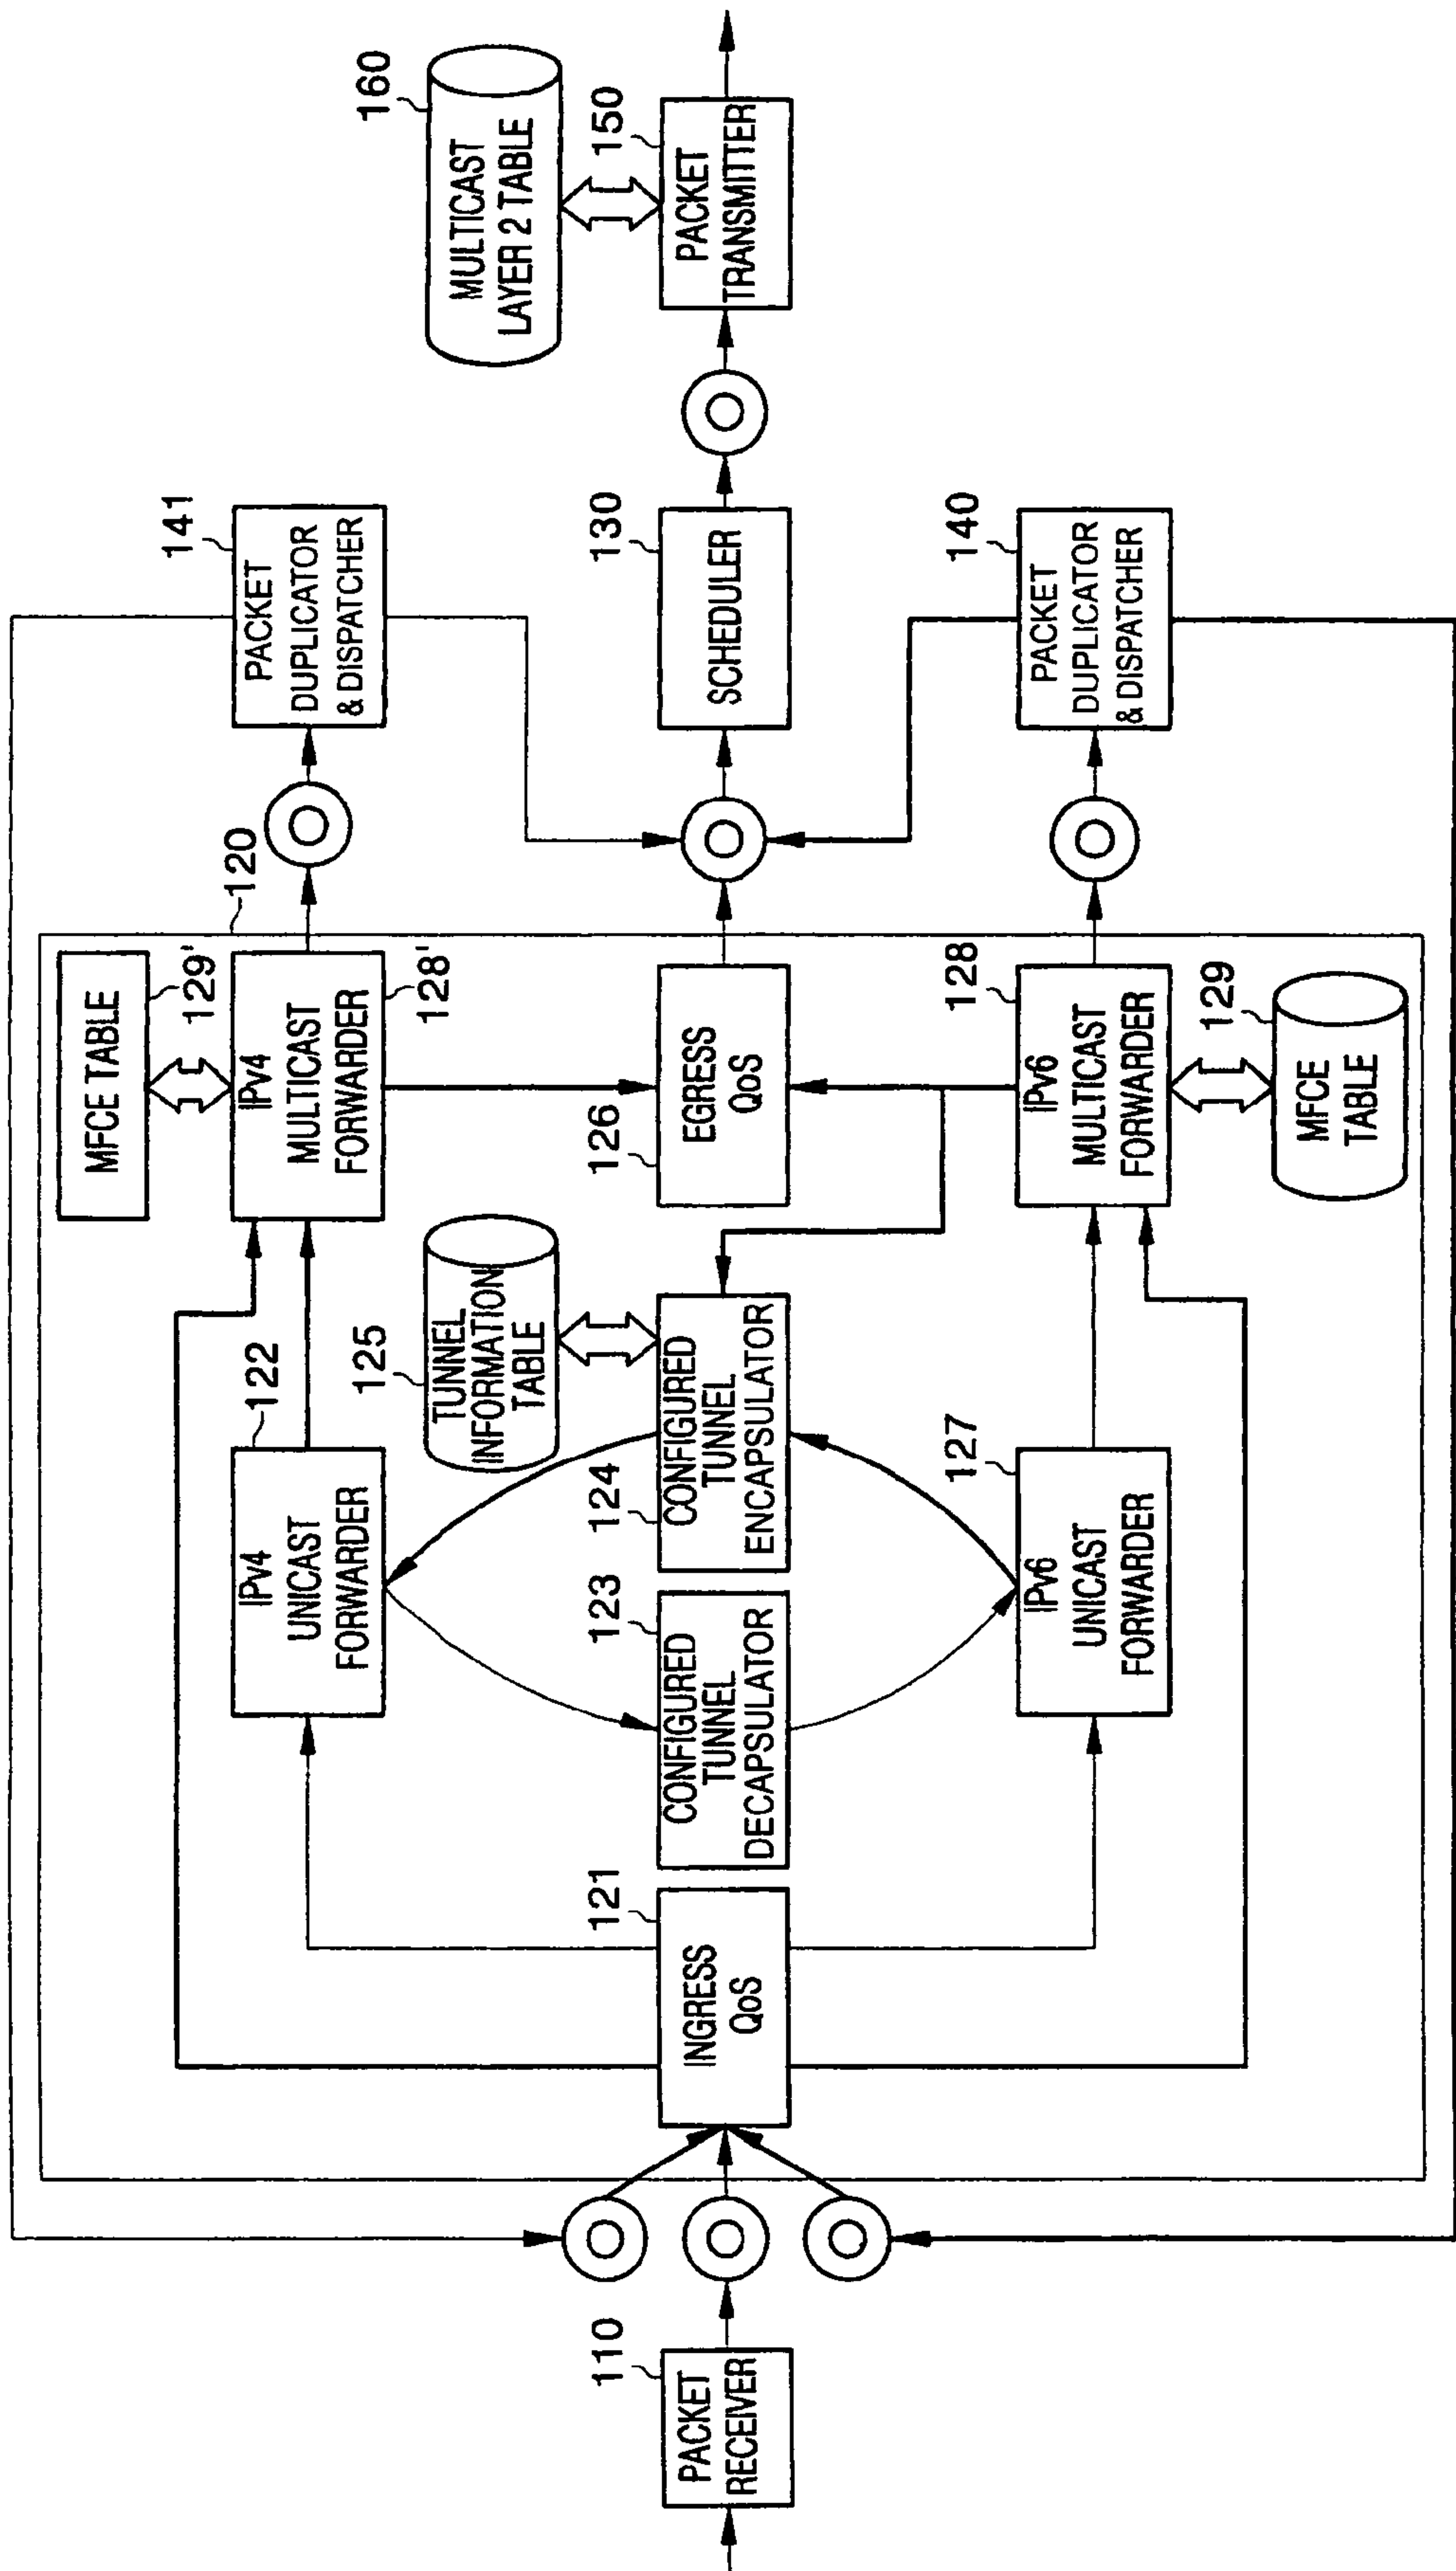 110
PACKET
RECEIVER
120
121
INGRESS
QoS
122
IPv4
UNICAST
FORWARDER
123
CONFIGURED
TUNNEL
DECAPSULATOR
124
CONFIGURED
TUNNEL
ENCAPSULATOR
125
TUNNEL
INFORMATION
TABLE
127
IPv6
UNICAST
FORWARDER
MFCE TABLE
129'
IPv4
MULTICAST
FORWARDER
128'
EGRESS
QoS
126
128
IPv6
MULTICAST
FORWARDER
129
MFCE
TABLE
141
PACKET
DUPLICATOR
& DISPATCHER
130
SCHEDULER
140
PACKET
DUPLICATOR
& DISPATCHER
160
MULTICAST
LAYER 2 TABLE
150
PACKET
TRANSMITTER